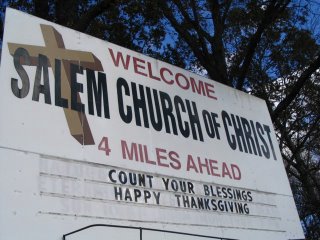 WELCOME
SALEM CHURCH OF CHRIST
4 MILES AHEAD
COUNT YOUR BLESSINGS
HAPPY THANKSGIVING